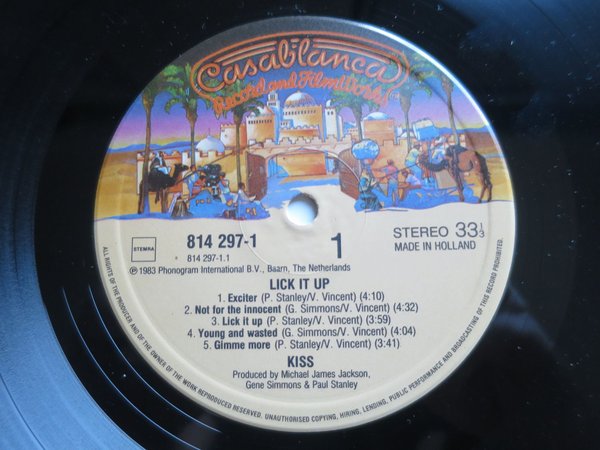 Casablanca
Record and FilmWorks
814 297-1
814 297-1.1
STEMRA
1
STEREO 33 1/3
MADE IN HOLLAND
℗ 1983 Phonogram International B.V., Baarn, The Netherlands
LICK IT UP
1. Exciter (P. Stanley/V. Vincent) (4:10)
2. Not for the innocent (G. Simmons/V. Vincent) (4:32)
3. Lick it up (P. Stanley/V. Vincent) (3:59)
4. Young and wasted (G. Simmons/V. Vincent) (4:04)
5. Gimme more (P. Stanley/V. Vincent) (3:41)
KISS
Produced by Michael James Jackson,
Gene Simmons & Paul Stanley
ALL RIGHTS OF THE PRODUCER AND OF THE OWNER OF THE WORK REPRODUCED RESERVED. UNAUTHORISED COPYING, HIRING, LENDING, PUBLIC PERFORMANCE AND BROADCASTING OF THIS RECORD PROHIBITED.